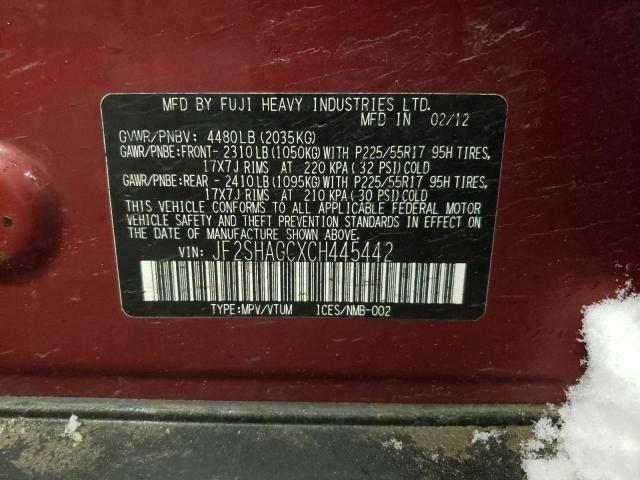 MFD BY FUJI HEAVY INDUSTRIES LTD.
MFD IN 02/12
GVWR/PNBV: 4480LB (2035KG)
GAWR/PNBE:FRONT- 2310LB (1050KG)WITH P225/55R17 95H TIRES,
17X7J RIMS AT 220 KPA( 32 PSI)COLD
GAWR/PNBE:REAR - 2410LB (1095KG)WITH P225/55R17 95H TIRES,
17X7J RIMS AT 210 KPA( 30 PSI)COLD
THIS VEHICLE CONFORMS TO ALL APPLICABLE FEDERAL MOTOR
VEHICLE SAFETY AND THEFT PREVENTION STANDARDS IN EFFECT ON
THE DATE OF MANUFACTURE SHOWN ABOVE.
VIN: JF2SHAGCXCH445442
TYPE:MPV/VTUM ICES/NMB-002